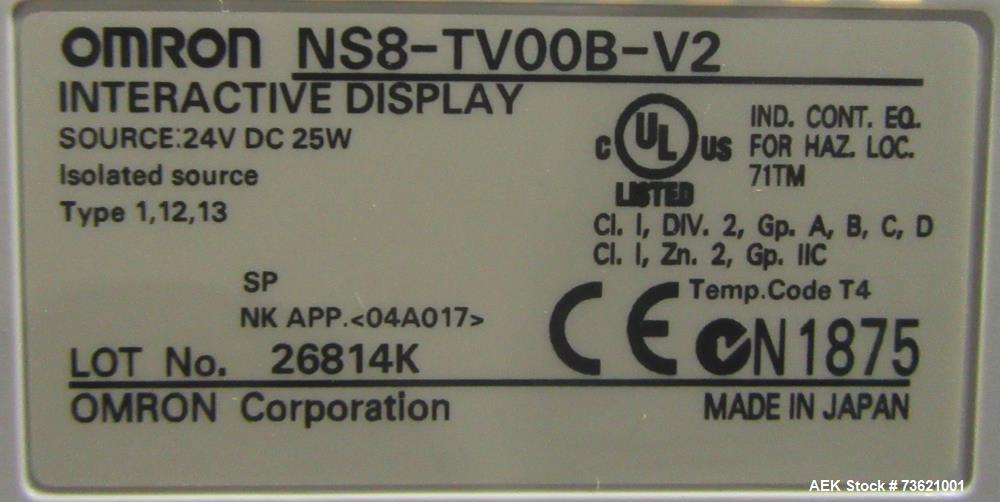 OMRON NS8-TV00B-V2
INTERACTIVE DISPLAY
SOURCE:24V DC 25W
Isolated source
Type 1,12,13
C UL US
LISTED
IND. CONT. EQ.
FOR HAZ. LOC.
71TM
Cl. I, DIV. 2, Gp. A, B, C, D
Cl. I, Zn. 2, Gp. IIC
Temp.Code T4
SP
NK APP.<04A017>
CE N1875
LOT No. 26814K
OMRON Corporation
MADE IN JAPAN
AEK Stock # 73621001